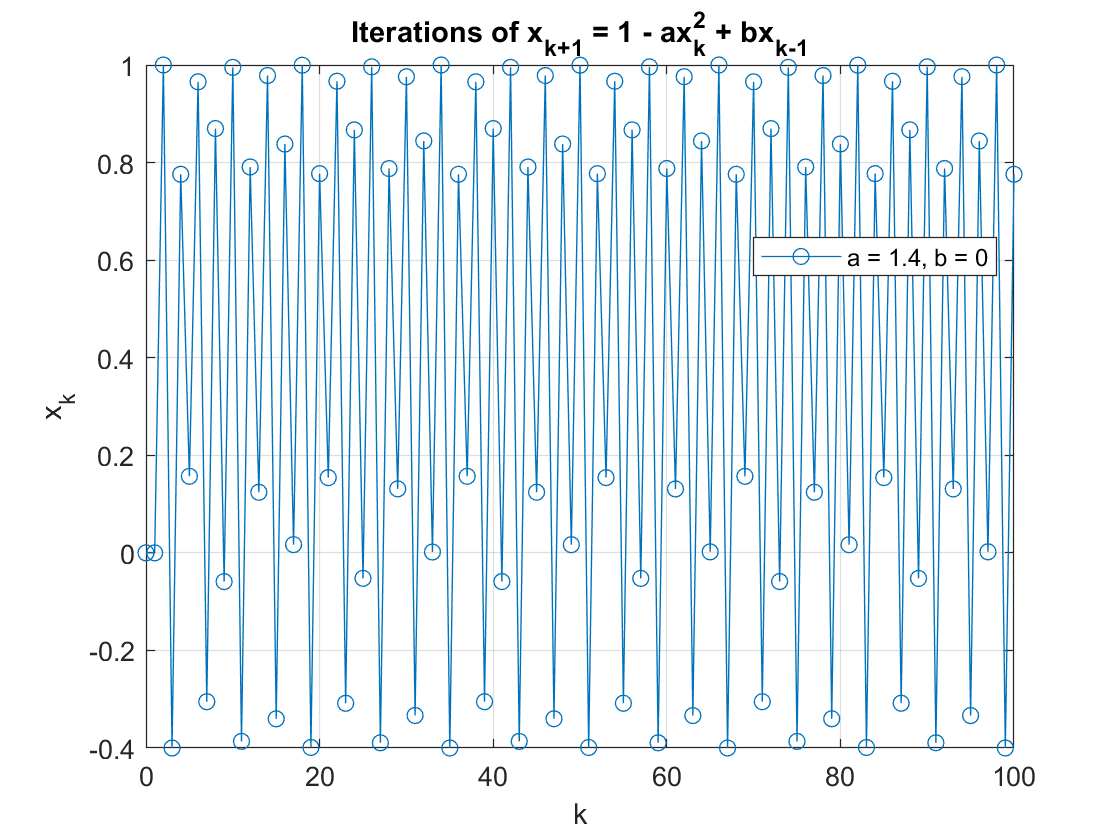 Iterations of x_{k+1} = 1 - ax_k^2 + bx_{k-1}
1
0.8
0.6
0.4
0.2
0
-0.2
-0.4
x_k
a = 1.4, b = 0
0 20 40 60 80 100
k